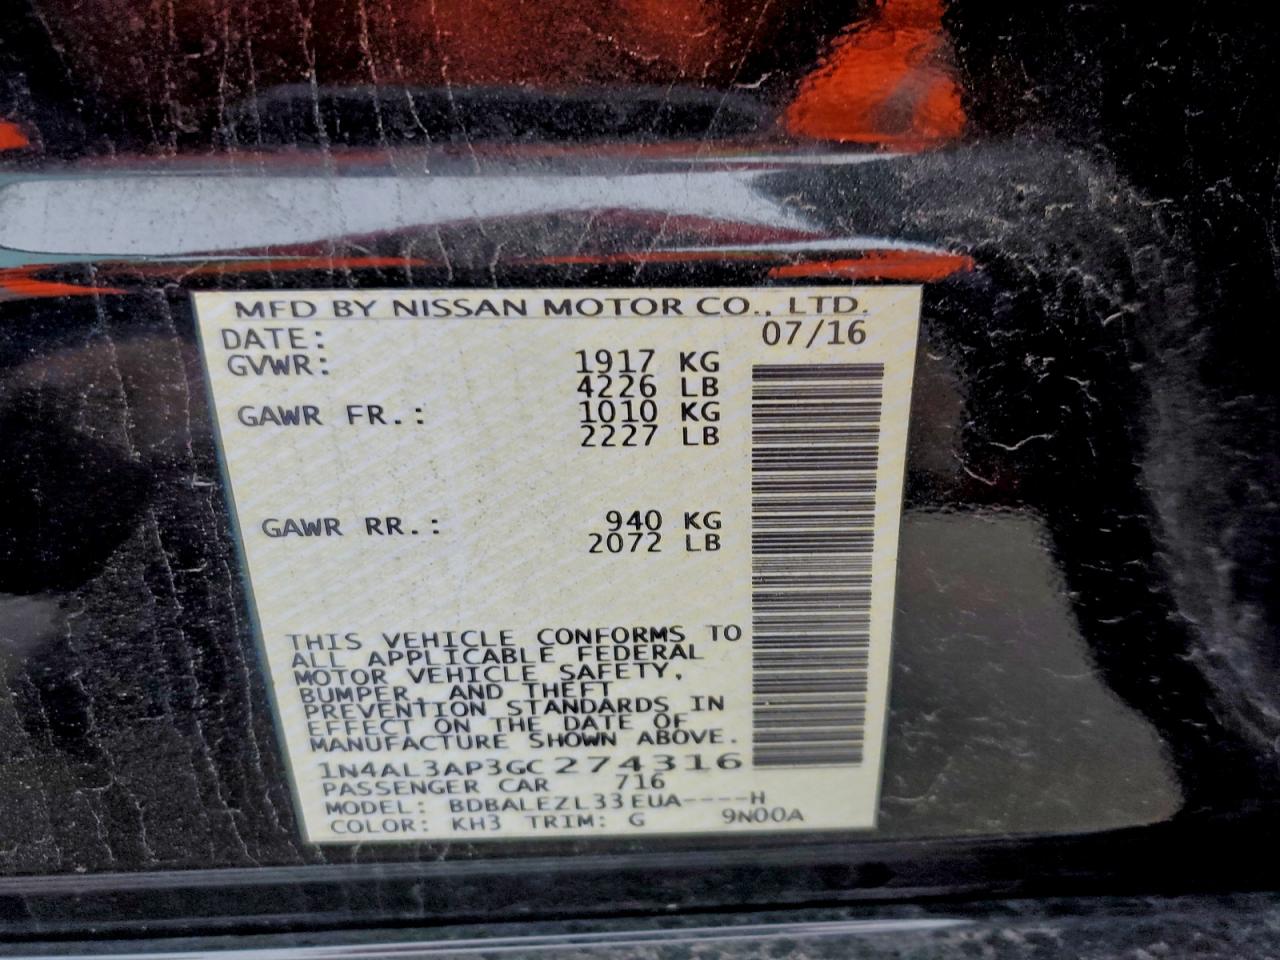 MFD BY NISSAN MOTOR CO., LTD.
DATE: 07/16
GVWR: 1917 KG
4226 LB
GAWR FR.: 1010 KG
2227 LB
GAWR RR.: 940 KG
2072 LB
THIS VEHICLE CONFORMS TO
ALL APPLICABLE FEDERAL
MOTOR VEHICLE SAFETY,
BUMPER, AND THEFT
PREVENTION STANDARDS IN
EFFECT ON THE DATE OF
MANUFACTURE SHOWN ABOVE.
1N4AL3AP3GC274316
PASSENGER CAR 716
MODEL: BDBALEZL33EUA----H
COLOR: KH3 TRIM: G 9N00A